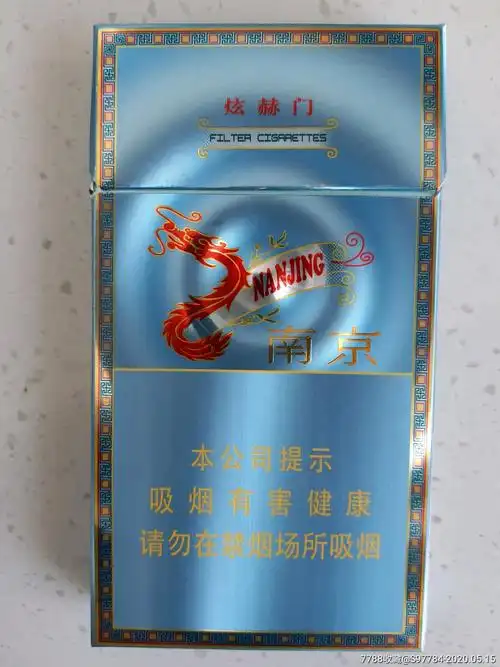 炫赫门
FILTER CIGARETTES
NANJING
南京
本公司提示
吸烟有害健康
请勿在禁烟场所吸烟
7788收藏@S97784-2020.05.15